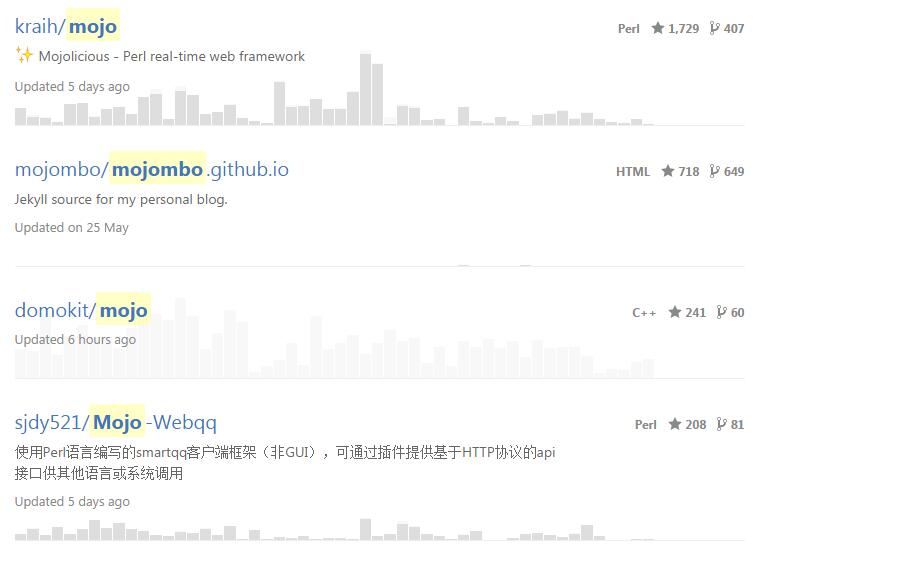 kraih/mojo Perl 1,729 407
✨ Mojolicious - Perl real-time web framework
Updated 5 days ago
mojombo/mojombo.github.io HTML 718 649
Jekyll source for my personal blog.
Updated on 25 May
domokit/mojo C++ 241 60
Updated 6 hours ago
sjdy521/Mojo-Webqq Perl 208 81
使用Perl语言编写的smartqq客户端框架（非GUI），可通过插件提供基于HTTP协议的api
接口供其他语言或系统调用
Updated 5 days ago